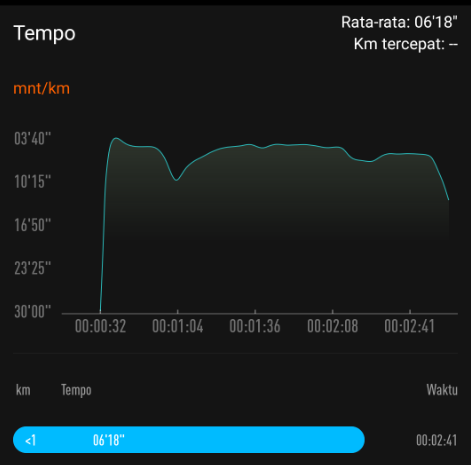 Tempo
Rata-rata: 06'18"
Km tercepat: --
mnt/km
03'40"
10'15"
16'50"
23'25"
30'00"
00:00:32 00:01:04 00:01:36 00:02:08 00:02:41
km Tempo Waktu
<1 06'18" 00:02:41